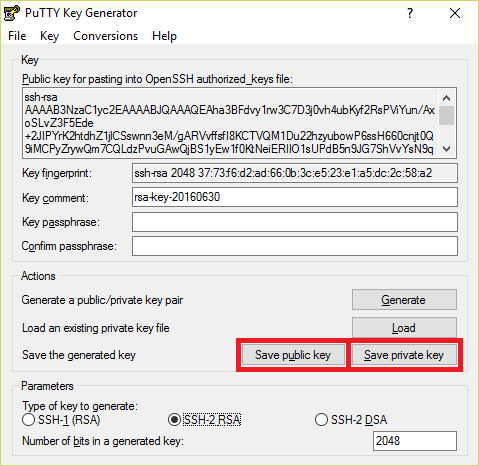 PuTTY Key Generator
File Key Conversions Help
Key
Public key for pasting into OpenSSH authorized_keys file:
ssh-rsa
AAAAB3NzaC1yc2EAAAABJQAAAQEAha3BFdvy1rw3C7D3j0vh4ubKyf2RsPViYun/Ax
oSLvZ3F5Ede
+2JIPYrK2htdhZ1jlCSswnn3eM/gARVvffsfI8KCTVQM1Du22hzyubowP6ssH660cnjt0Q
9iMCPyZrywQm7CQLdzPvuGAwQjBS1yEw1f0KtNeiERIIO1sUPdB5n9JG7ShVvYsN9q
Key fingerprint: ssh-rsa 2048 37:73:f6:d2:ad:66:0b:3c:e5:23:e1:a5:dc:2c:58:a2
Key comment: rsa-key-20160630
Key passphrase:
Confirm passphrase:
Actions
Generate a public/private key pair Generate
Load an existing private key file Load
Save the generated key Save public key Save private key
Parameters
Type of key to generate:
SSH-1 (RSA) SSH-2 RSA SSH-2 DSA
Number of bits in a generated key: 2048